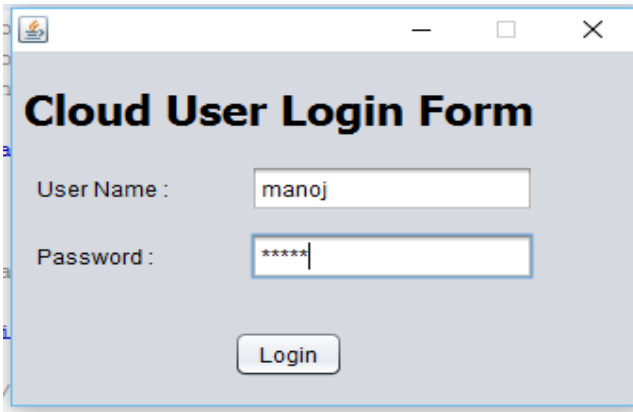 Cloud User Login Form
User Name : manoj
Password : *****
Login